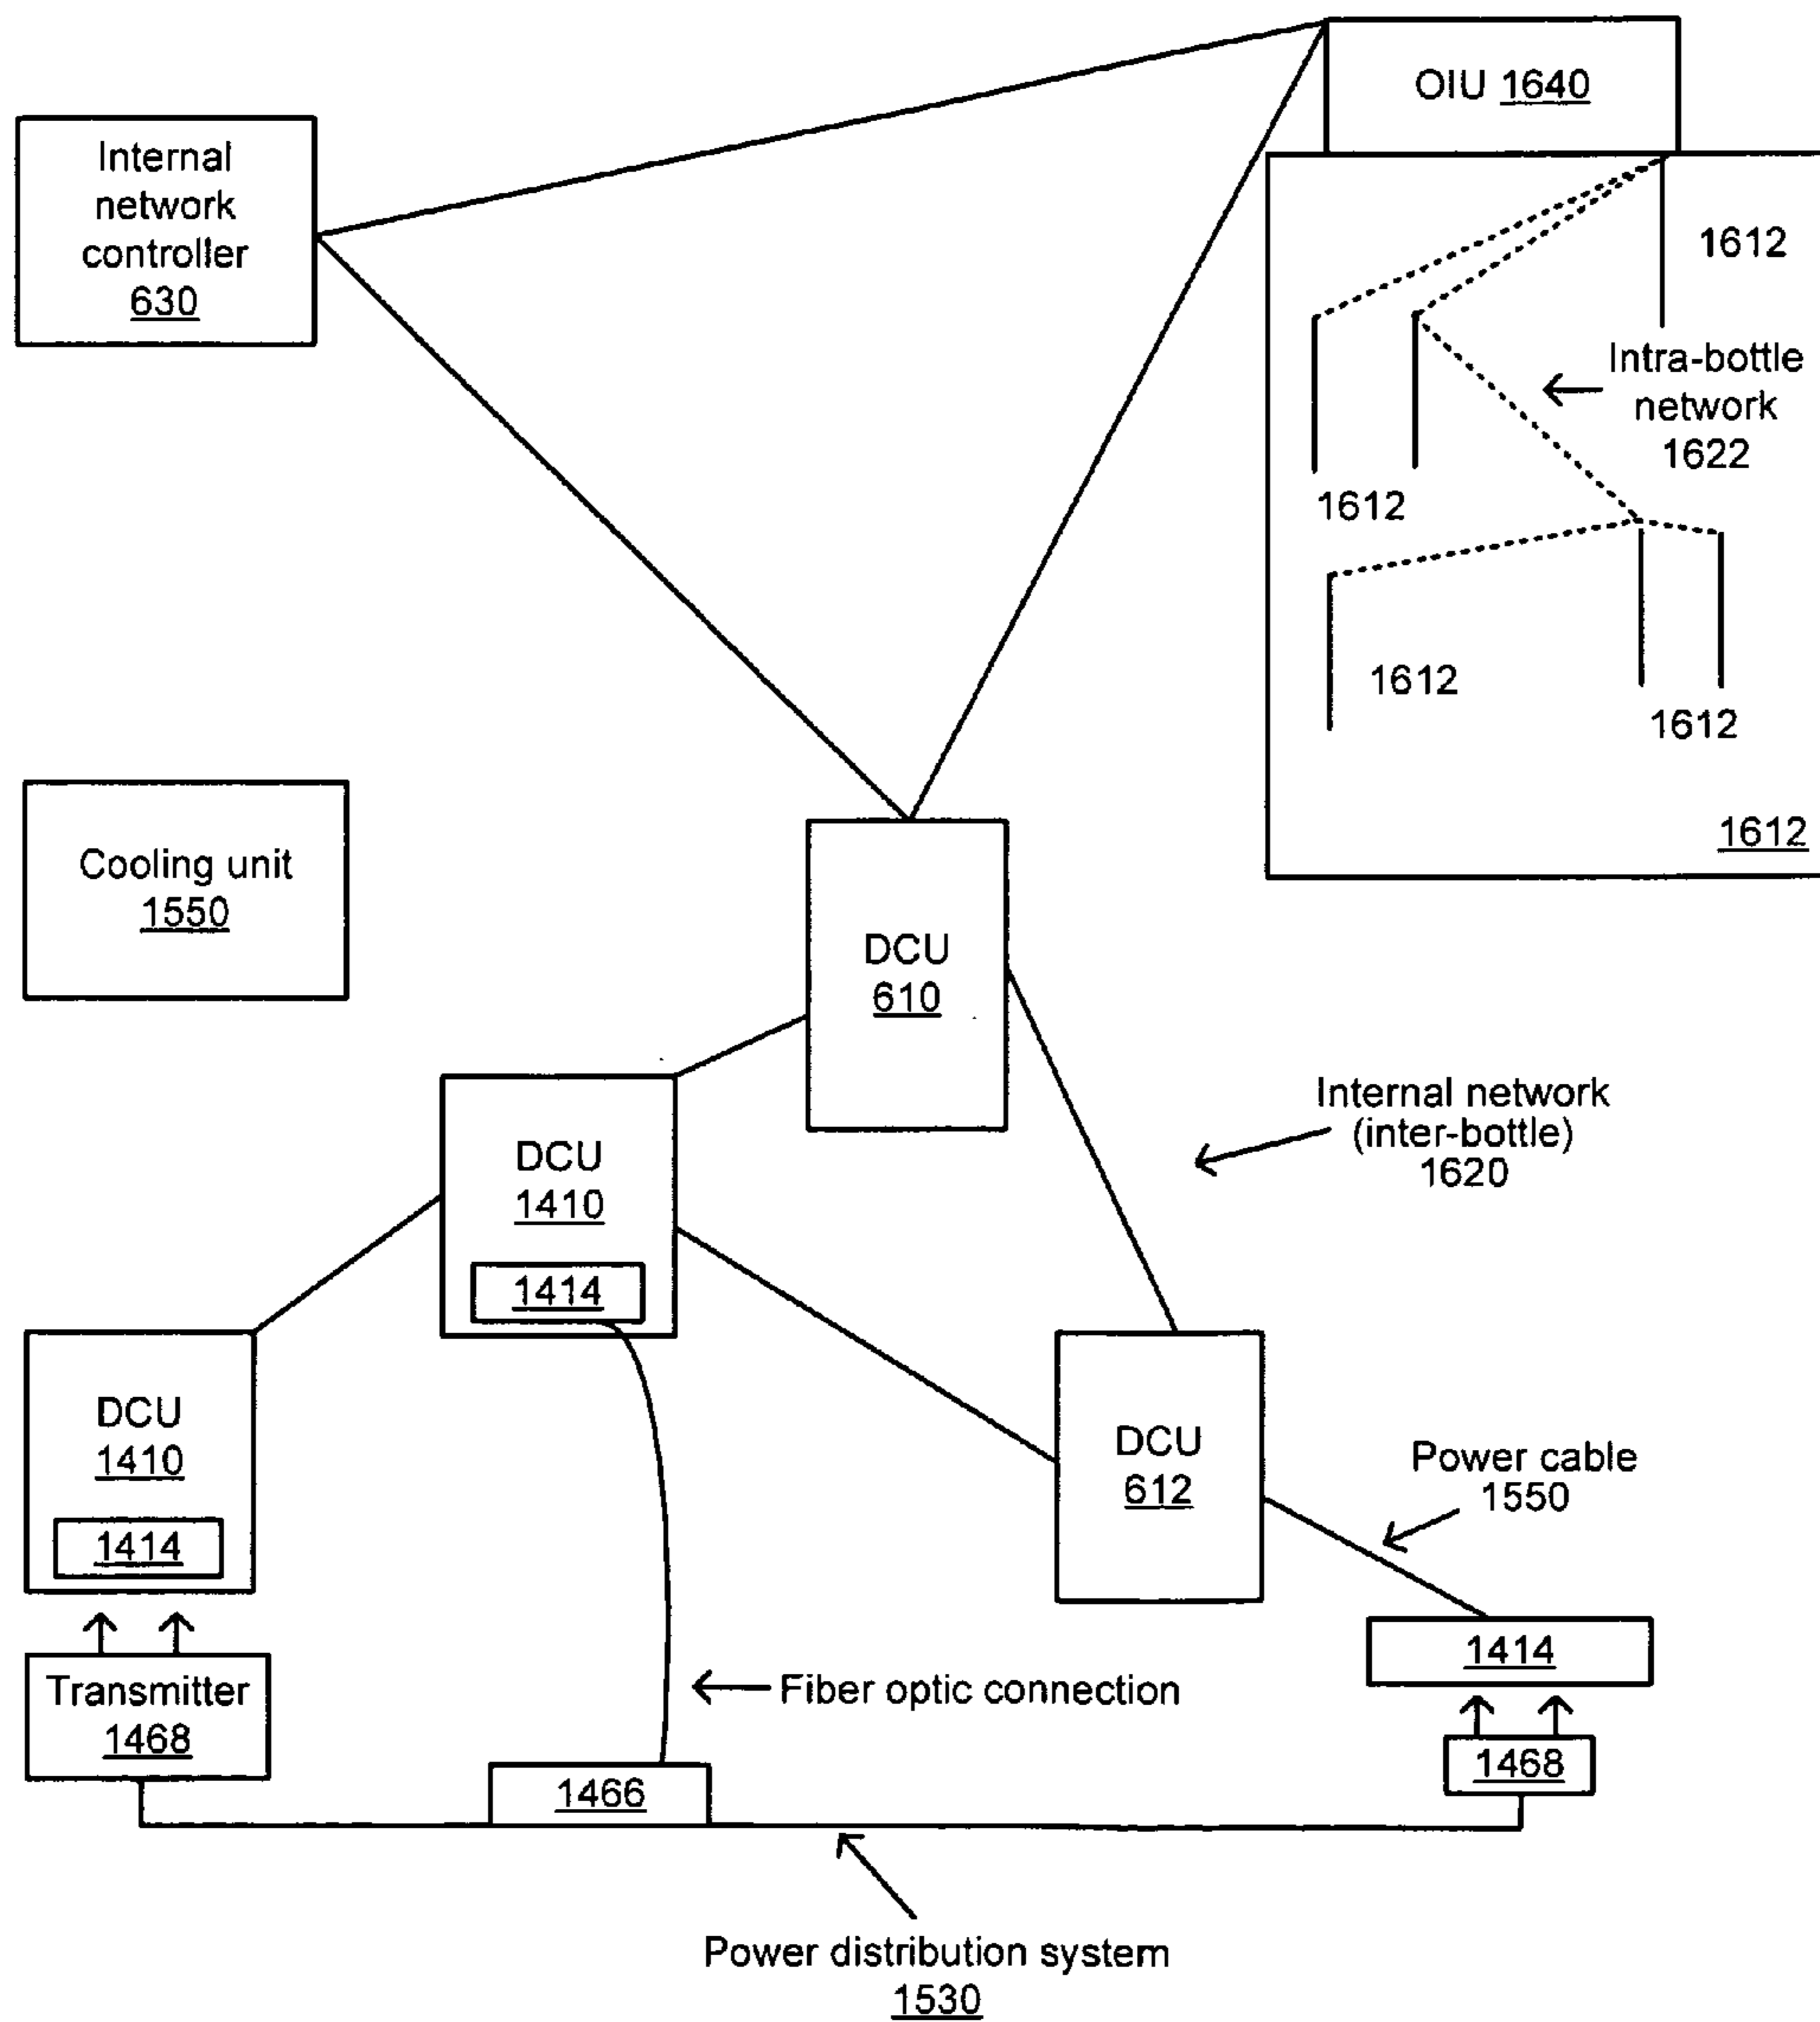 OIU 1640
Internal
network
controller
630
1612
Intra-bottle
network
1622
1612
1612
1612
1612
Cooling unit
1550
DCU
610
Internal network
(inter-bottle)
1620
DCU
1410
1414
DCU
1410
1414
DCU
612
Power cable
1550
1414
Transmitter
1468
Fiber optic connection
1468
1466
Power distribution system
1530